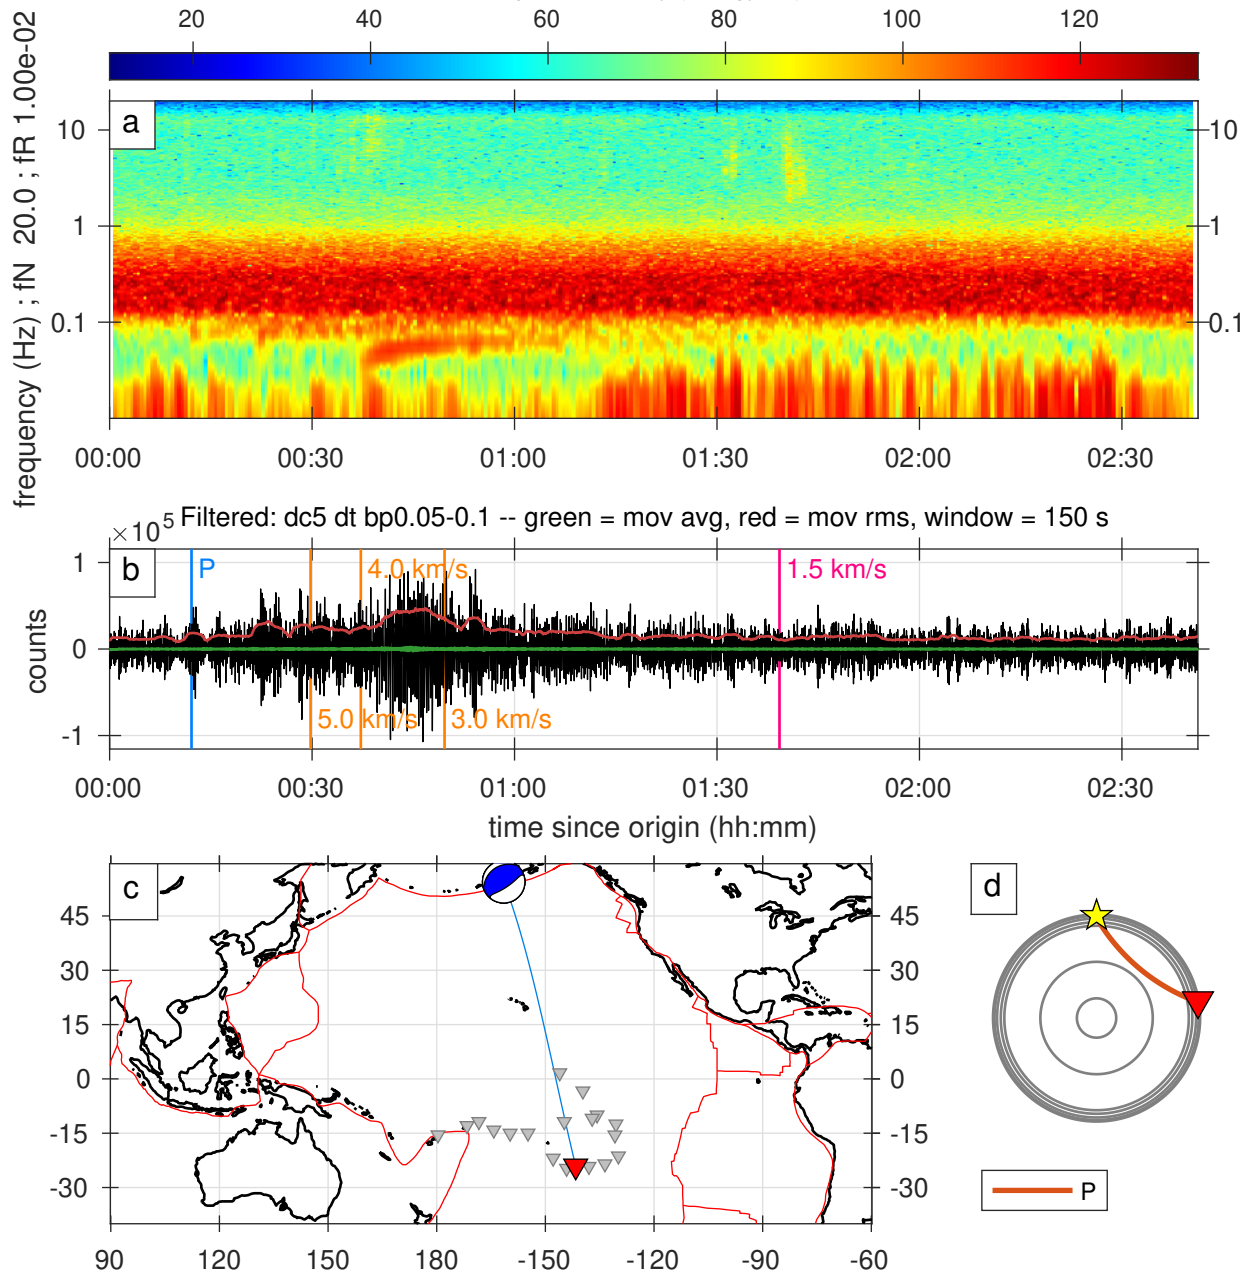 20 40 60 80 100 120
frequency (Hz) ; fN 20.0 ; fR 1.00e-02
a
10 10
1 1
0.1 0.1
00:00 00:30 01:00 01:30 02:00 02:30
×10^5 Filtered: dc5 dt bp0.05-0.1 -- green = mov avg, red = mov rms, window = 150 s
b
P 4.0 km/s 1.5 km/s
5.0 km/s 3.0 km/s
counts
1
0
-1
00:00 00:30 01:00 01:30 02:00 02:30
time since origin (hh:mm)
c
45 45
30 30
15 15
0 0
-15 -15
-30 -30
90 120 150 180 -150 -120 -90 -60
d
P